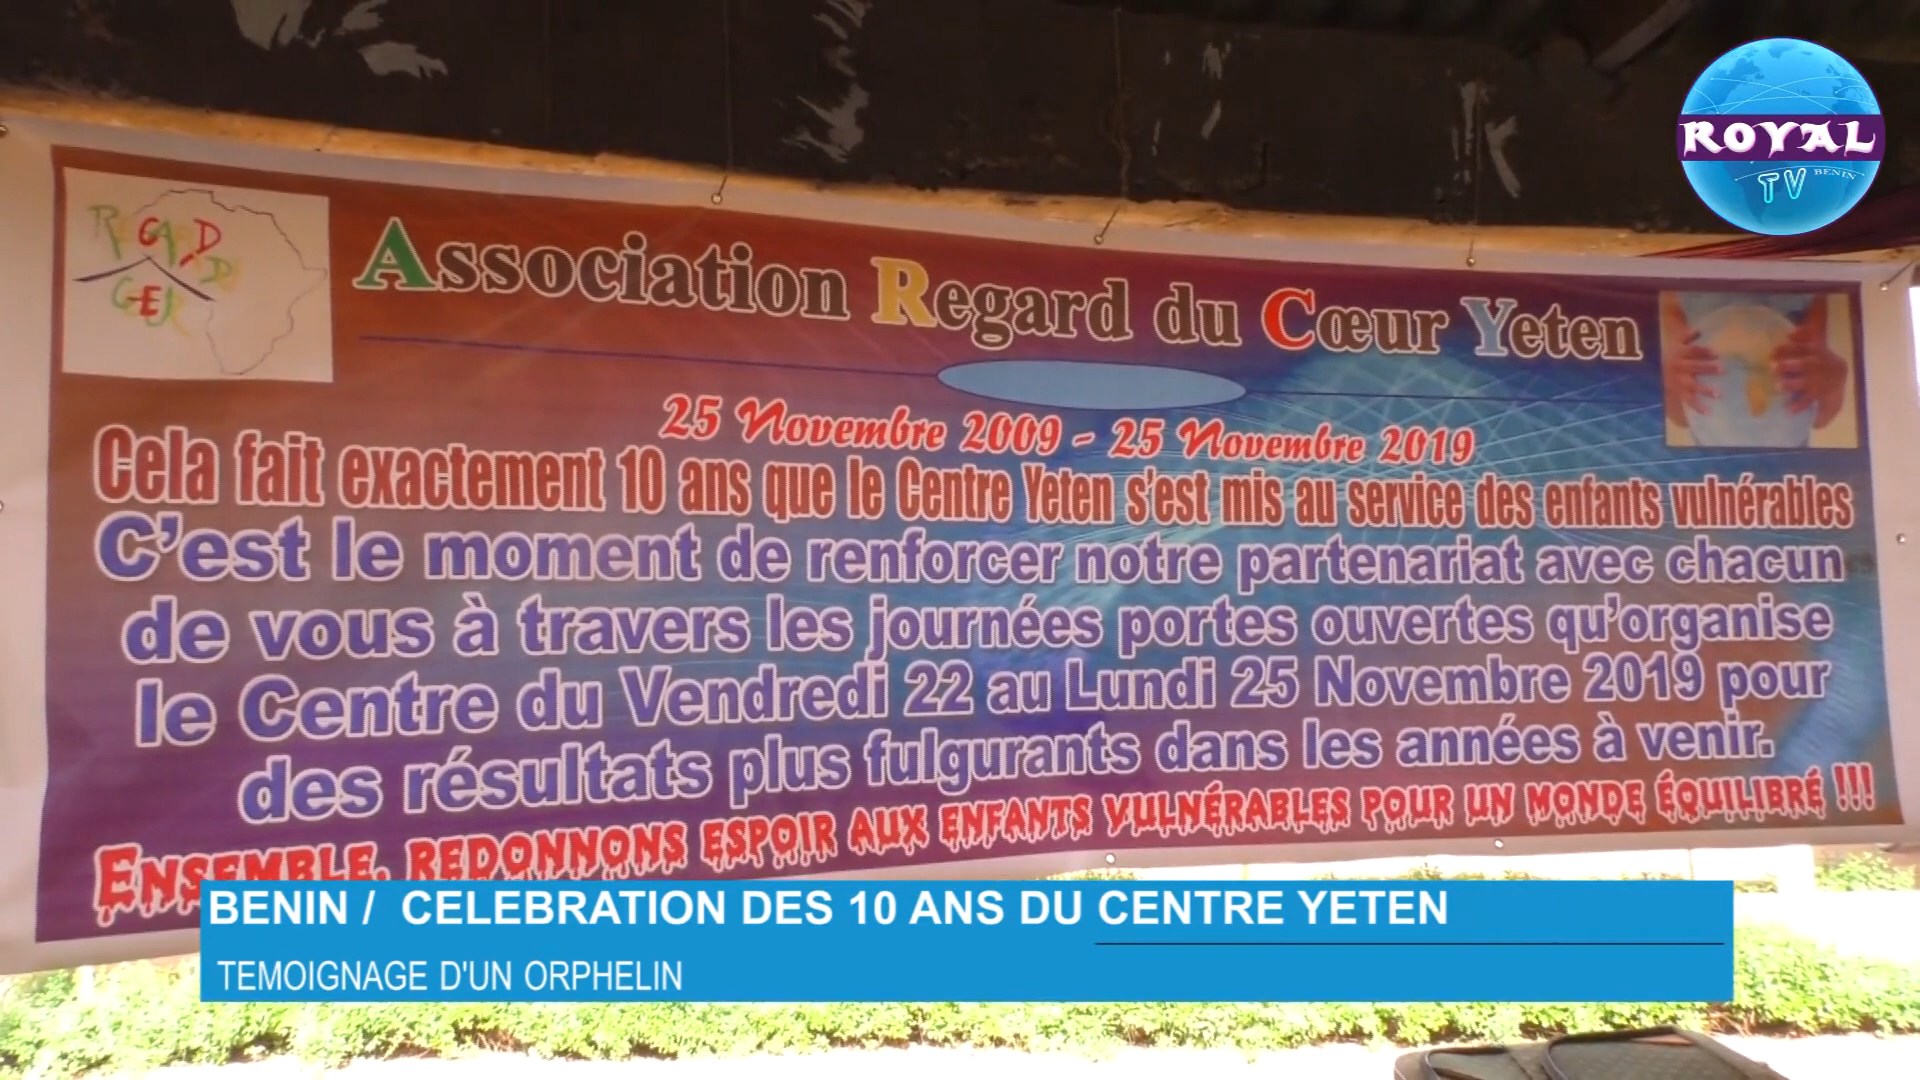 ROYAL
TV BENIN
Association Regard du Cœur Yeten
25 Novembre 2009 - 25 Novembre 2019
Cela fait exactement 10 ans que le Centre Yeten s'est mis au service des enfants vulnérables
C'est le moment de renforcer notre partenariat avec chacun
de vous à travers les journées portes ouvertes qu'organise
le Centre du Vendredi 22 au Lundi 25 Novembre 2019 pour
des résultats plus fulgurants dans les années à venir.
ENSEMBLE, REDONNONS ESPOIR AUX ENFANTS VULNÉRABLES POUR UN MONDE ÉQUILIBRÉ !!!
BENIN / CELEBRATION DES 10 ANS DU CENTRE YETEN
TEMOIGNAGE D'UN ORPHELIN